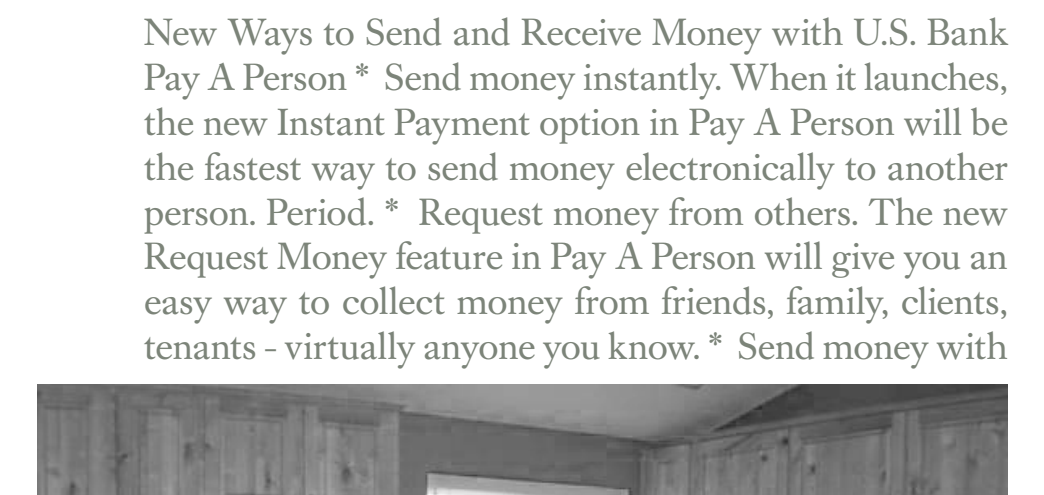 New Ways to Send and Receive Money with U.S. Bank
Pay A Person * Send money instantly. When it launches,
the new Instant Payment option in Pay A Person will be
the fastest way to send money electronically to another
person. Period. * Request money from others. The new
Request Money feature in Pay A Person will give you an
easy way to collect money from friends, family, clients,
tenants - virtually anyone you know. * Send money with